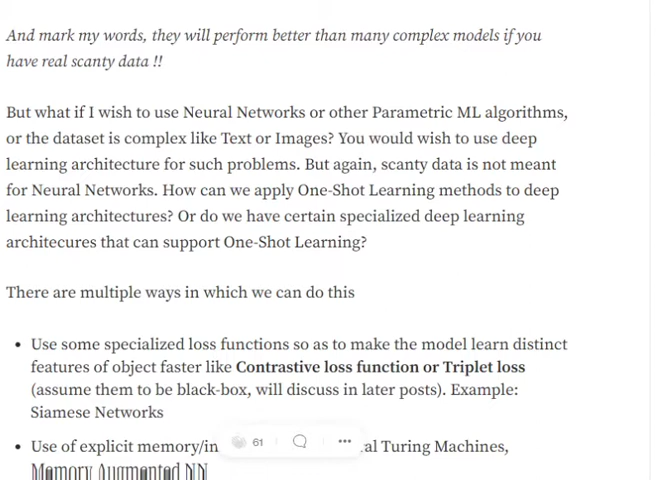 And mark my words, they will perform better than many complex models if you
have real scanty data !!
But what if I wish to use Neural Networks or other Parametric ML algorithms,
or the dataset is complex like Text or Images? You would wish to use deep
learning architecture for such problems. But again, scanty data is not meant
for Neural Networks. How can we apply One-Shot Learning methods to deep
learning architectures? Or do we have certain specialized deep learning
architecures that can support One-Shot Learning?
There are multiple ways in which we can do this
• Use some specialized loss functions so as to make the model learn distinct
features of object faster like Contrastive loss function or Triplet loss
(assume them to be black-box, will discuss in later posts). Example:
Siamese Networks
• Use of explicit memory/in al Turing Machines,
61
Memory Augmented NN